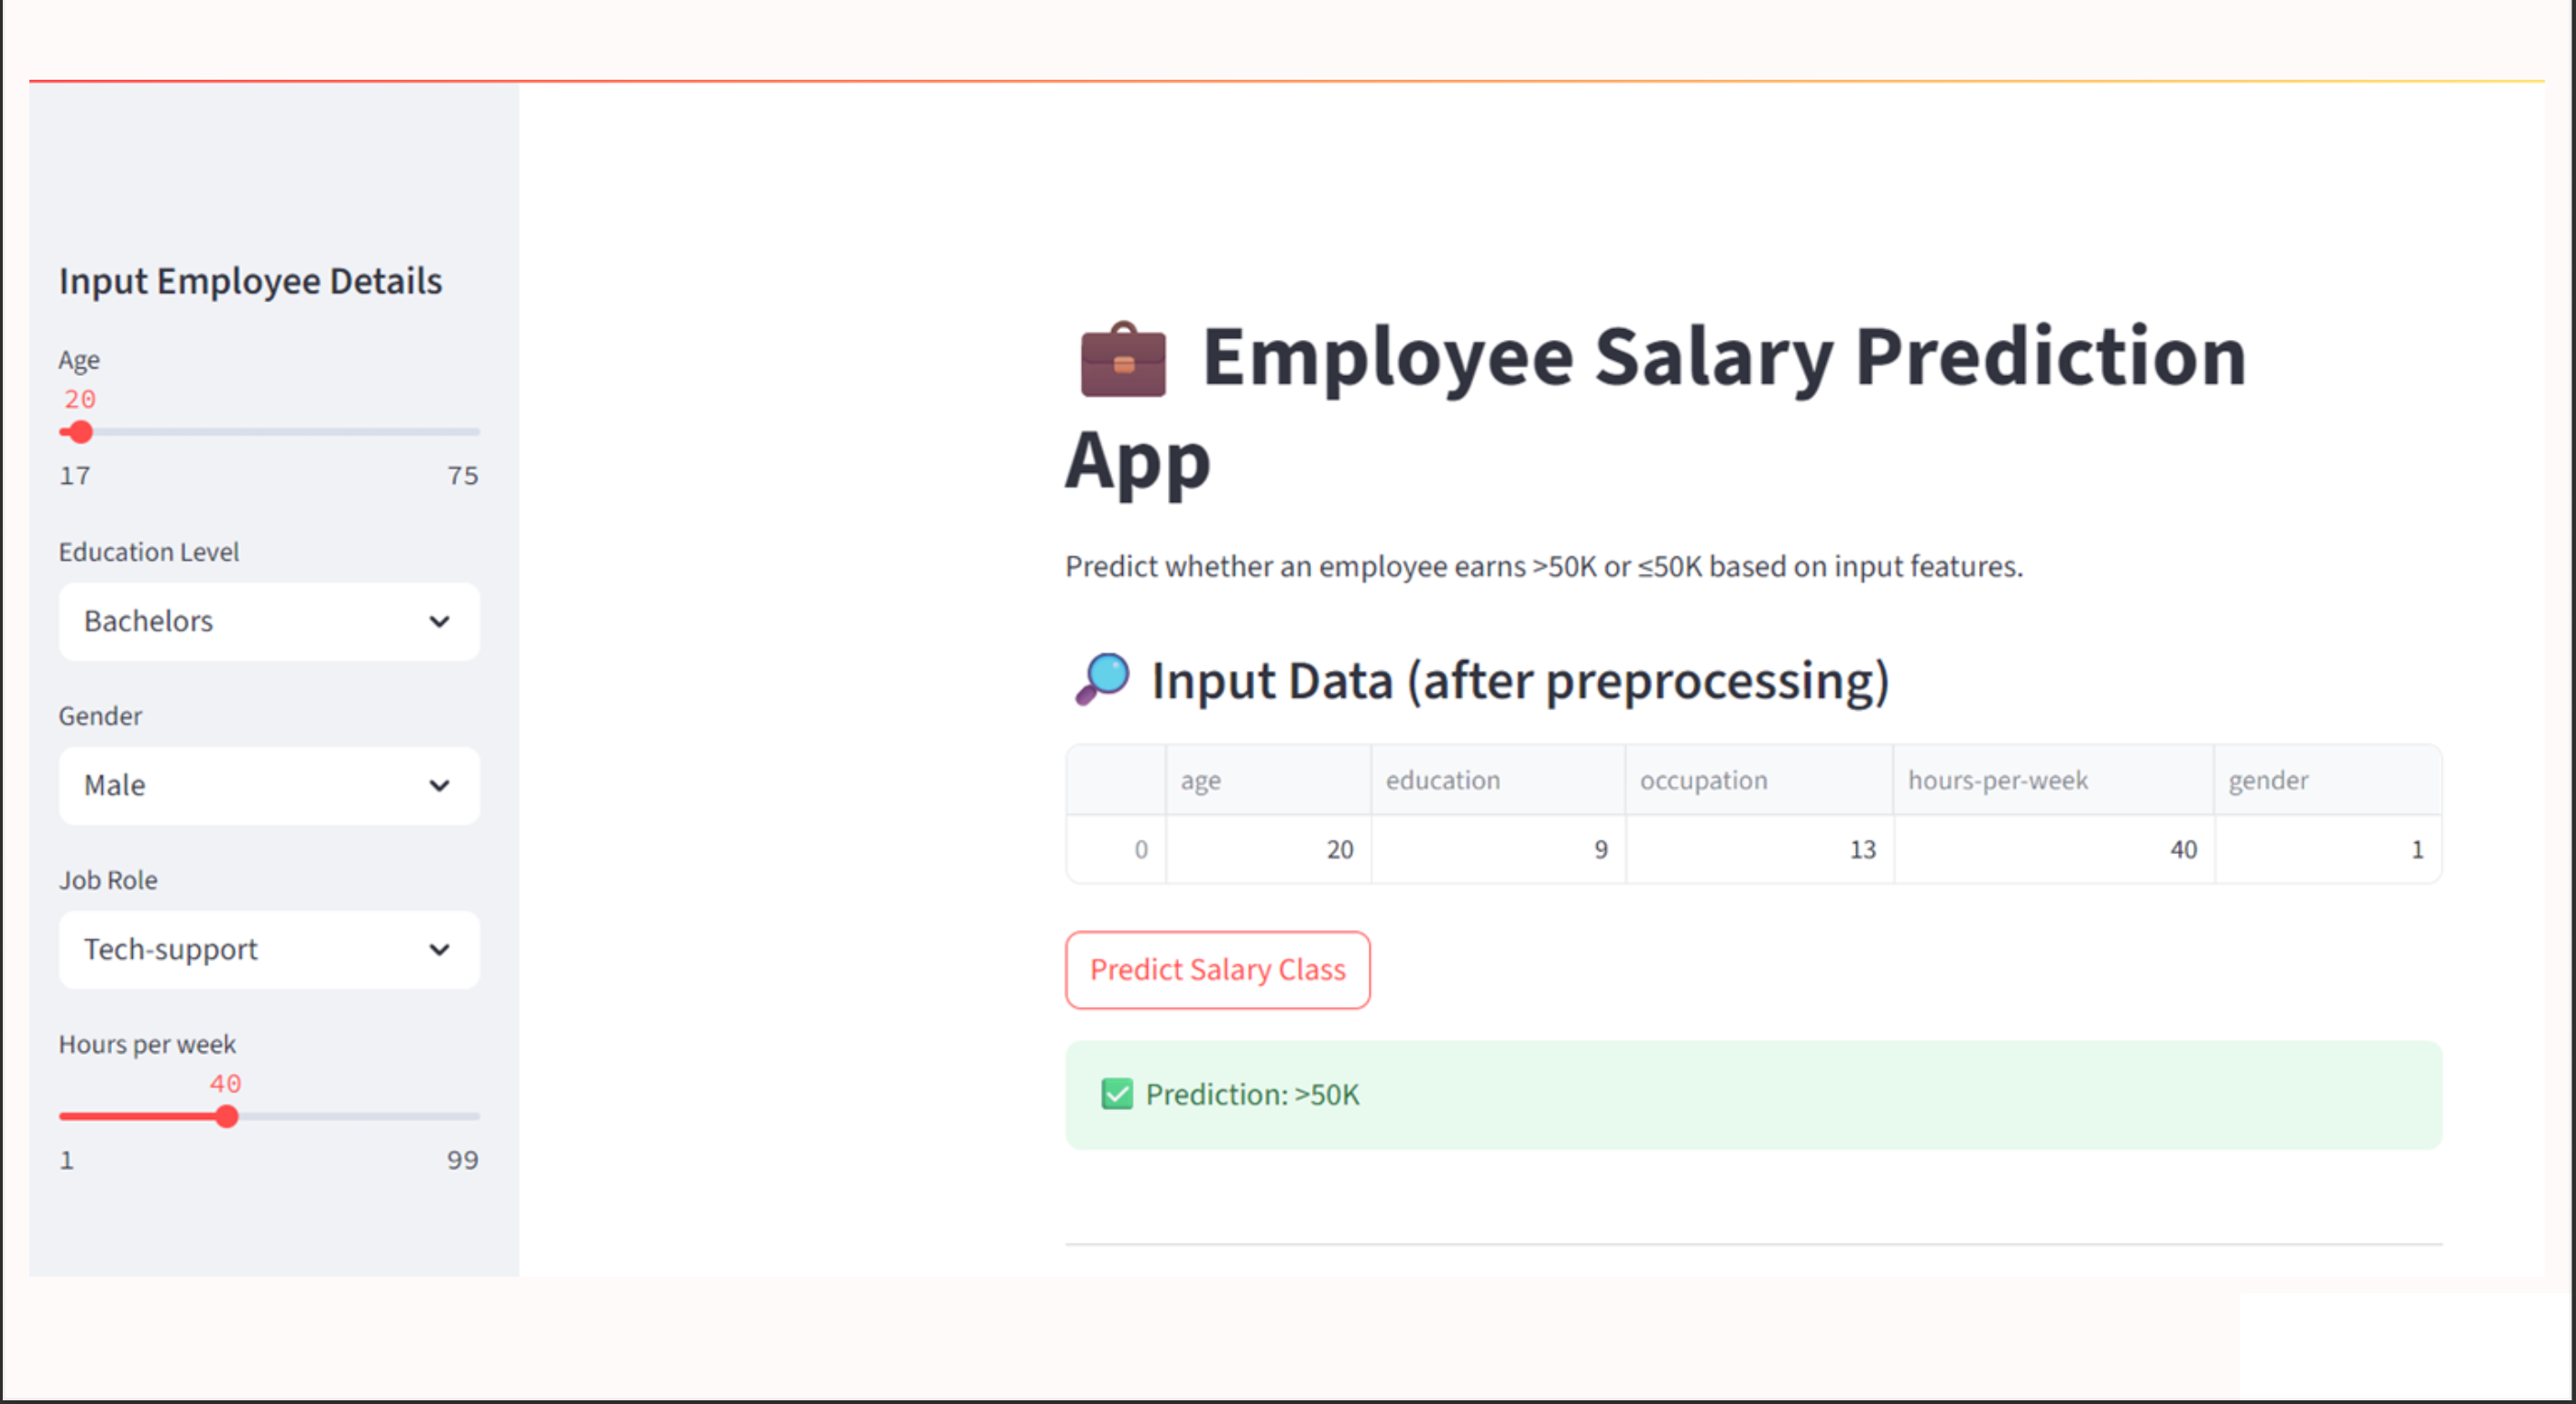 Input Employee Details
Age
20
17 75
Education Level
Bachelors
Gender
Male
Job Role
Tech-support
Hours per week
40
1 99
💼 Employee Salary Prediction
App
Predict whether an employee earns >50K or ≤50K based on input features.
🔎 Input Data (after preprocessing)
age education occupation hours-per-week gender
0 20 9 13 40 1
Predict Salary Class
✅ Prediction: >50K